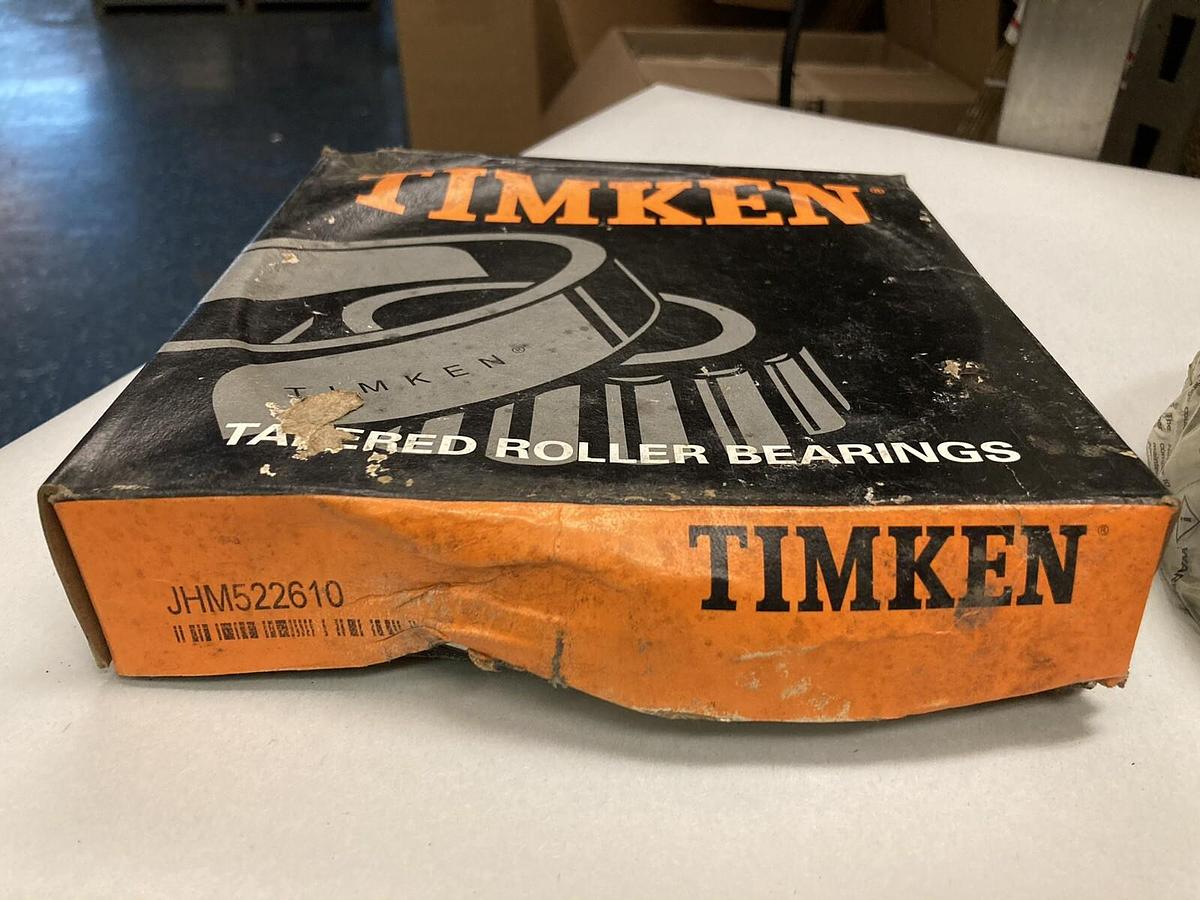 TIMKEN®
TIMKEN®
TAPERED ROLLER BEARINGS
TIMKEN®
JHM522610